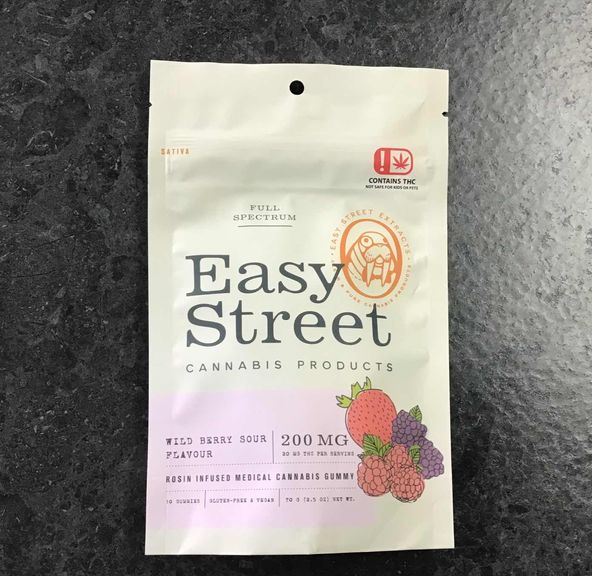 SATIVA
CONTAINS THC
NOT SAFE FOR KIDS OR PETS
FULL
SPECTRUM
EASY STREET EXTRACTS
Easy
Street
CANNABIS PRODUCTS
WILD BERRY SOUR
FLAVOUR
200 MG
20 MG THC PER SERVING
ROSIN INFUSED MEDICAL CANNABIS GUMMY
10 GUMMIES
GLUTEN-FREE & VEGAN
70 G (2.5 OZ) NET WT.